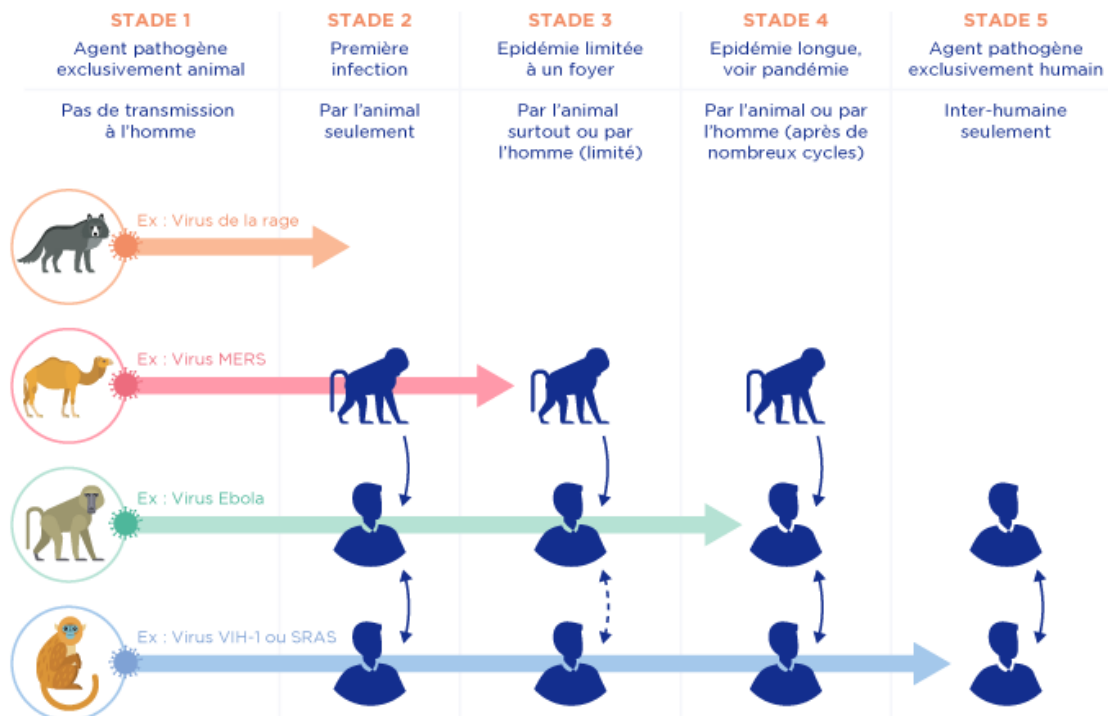 STADE 1
Agent pathogène
exclusivement animal
Pas de transmission
à l'homme
STADE 2
Première
infection
Par l'animal
seulement
STADE 3
Epidémie limitée
à un foyer
Par l'animal
surtout ou par
l'homme (limité)
STADE 4
Epidémie longue,
voir pandémie
Par l'animal ou par
l'homme (après de
nombreux cycles)
STADE 5
Agent pathogène
exclusivement humain
Inter-humaine
seulement
Ex : Virus de la rage
Ex : Virus MERS
Ex : Virus Ebola
Ex : Virus VIH-1 ou SRAS